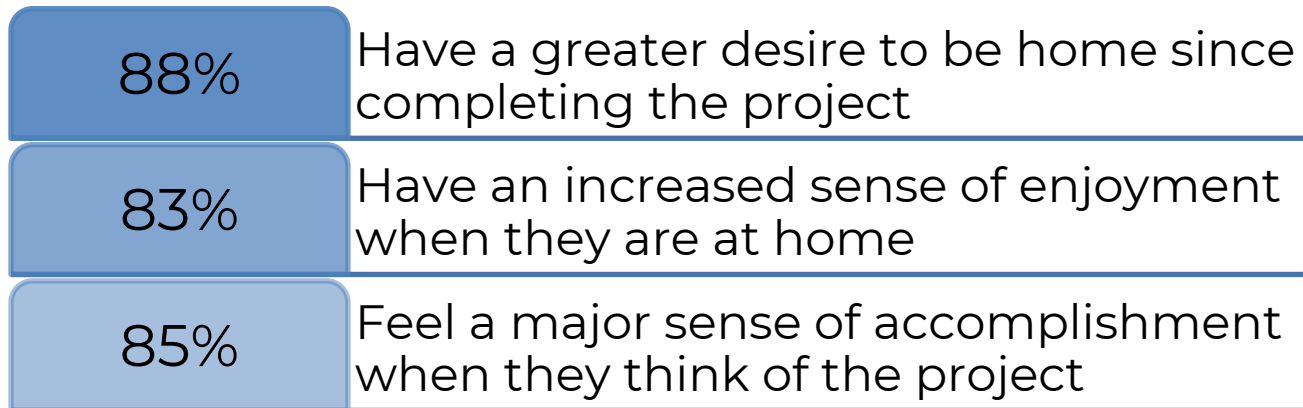 88%
Have a greater desire to be home since
completing the project
83%
Have an increased sense of enjoyment
when they are at home
85%
Feel a major sense of accomplishment
when they think of the project